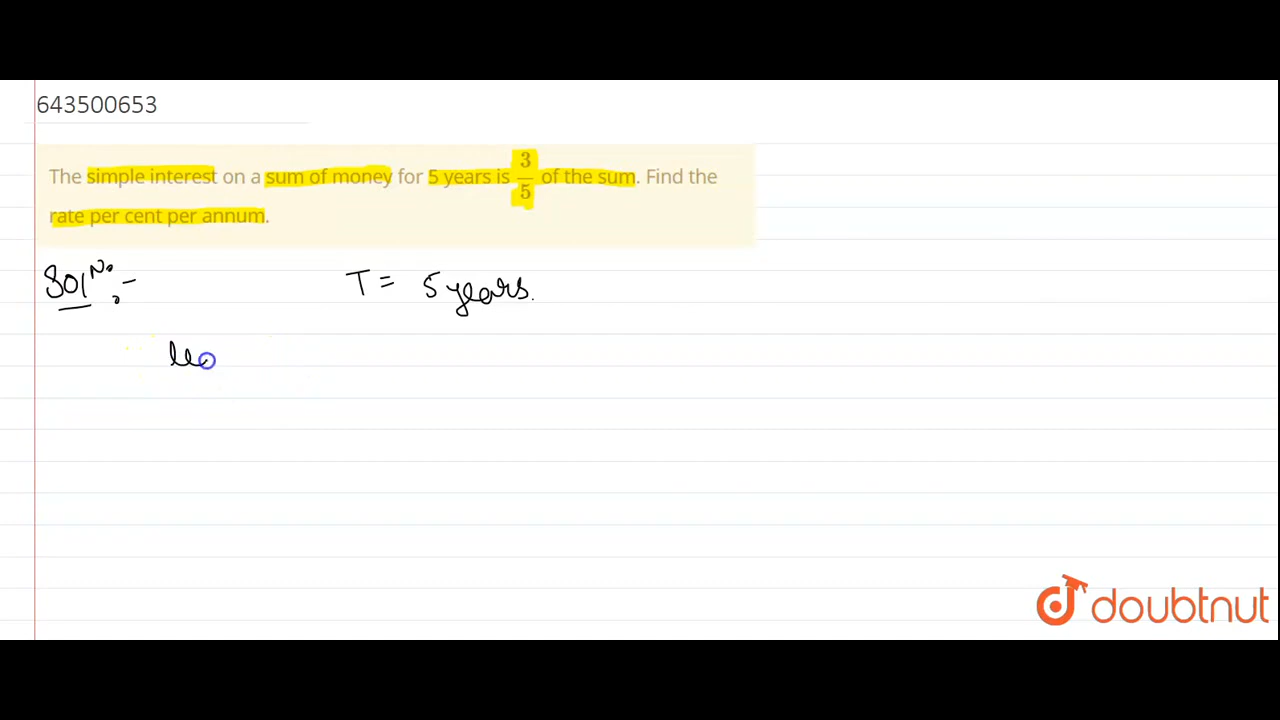 643500653
The simple interest on a sum of money for 5 years is 3/5 of the sum. Find the
rate per cent per annum.
Sol^N. :- T = 5 years.
doubtnut